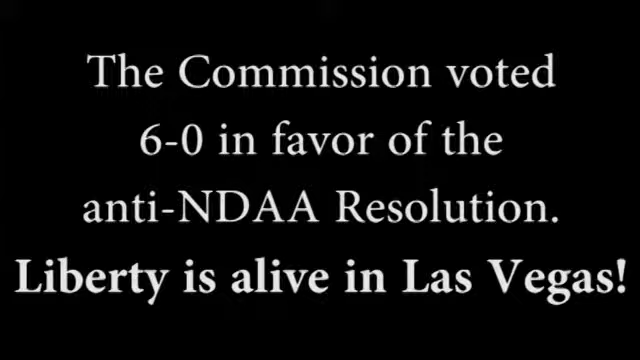 The Commission voted
6-0 in favor of the
anti-NDAA Resolution.
Liberty is alive in Las Vegas!